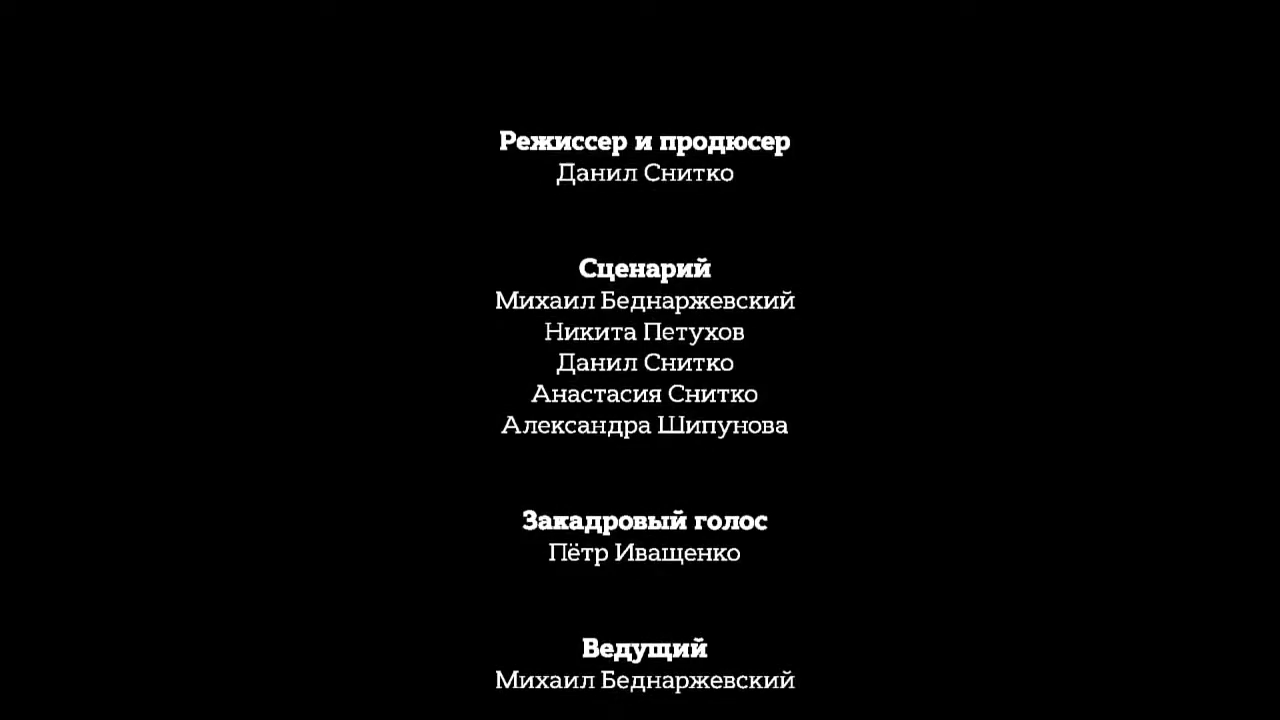 Режиссер и продюсер
Данил Снитко
Сценарий
Михаил Беднаржевский
Никита Петухов
Данил Снитко
Анастасия Снитко
Александра Шипунова
Закадровый голос
Пётр Иващенко
Ведущий
Михаил Беднаржевский